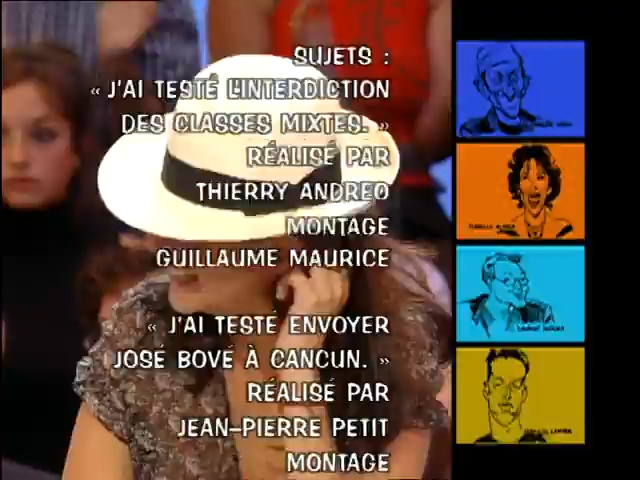 SUJETS :
« J'AI TESTÉ L'INTERDICTION
DES CLASSES MIXTES. »
RÉALISÉ PAR
THIERRY ANDREO
MONTAGE
GUILLAUME MAURICE
« J'AI TESTÉ ENVOYER
JOSÉ BOVÉ À CANCUN. »
RÉALISÉ PAR
JEAN-PIERRE PETIT
MONTAGE